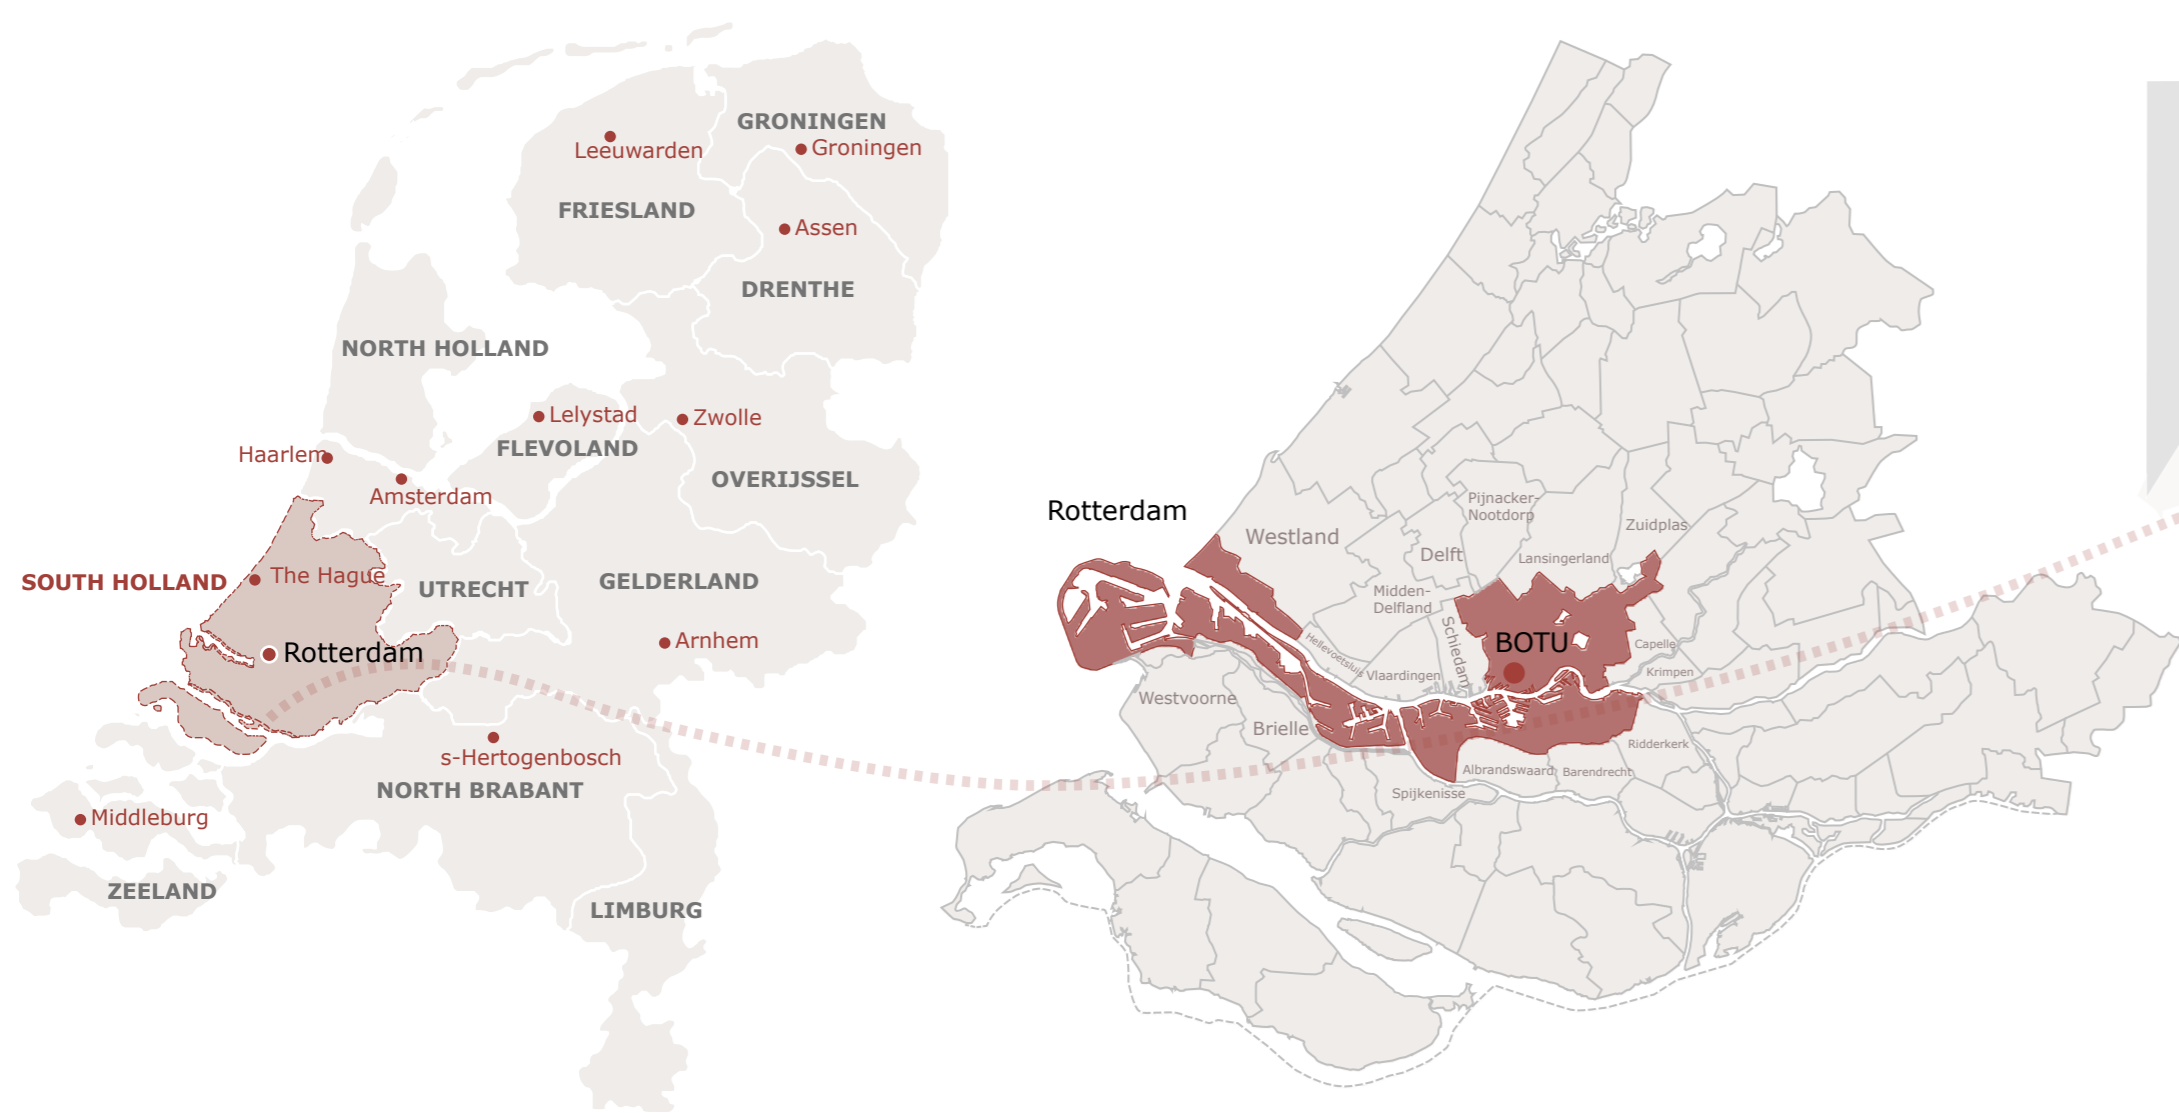 GRONINGEN
Leeuwarden
Groningen
FRIESLAND
Assen
DRENTHE
NORTH HOLLAND
Lelystad
Zwolle
FLEVOLAND
Haarlem
OVERIJSSEL
Amsterdam
SOUTH HOLLAND
The Hague
UTRECHT
GELDERLAND
Arnhem
Rotterdam
s-Hertogenbosch
NORTH BRABANT
Middleburg
ZEELAND
LIMBURG
Rotterdam
Westland
Pijnacker-
Nootdorp
Zuidplas
Delft
Lansingerland
Midden-
Delfland
Schiedam
BOTU
Capelle
Hellevoetsluis
Vlaardingen
Krimpen
Westvoorne
Brielle
Ridderkerk
Albrandswaard
Barendrecht
Spijkenisse